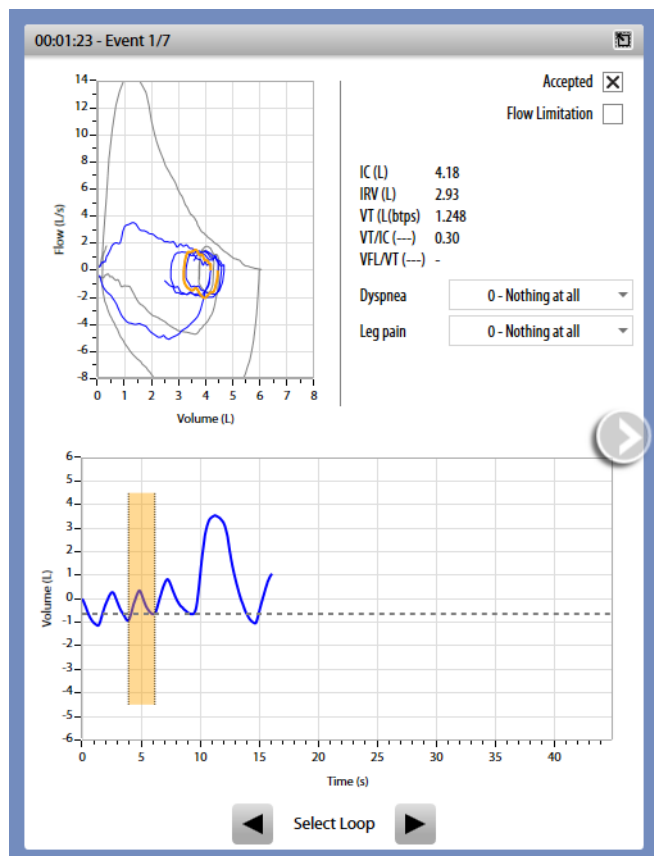 00:01:23 - Event 1/7
14
12
10
8
6
4
2
0
-2
-4
-6
-8
Flow (L/s)
0 1 2 3 4 5 6 7 8
Volume (L)
Accepted
Flow Limitation
IC (L) 4.18
IRV (L) 2.93
VT (L(btps) 1.248
VT/IC (---) 0.30
VFL/VT (---) -
Dyspnea 0 - Nothing at all
Leg pain 0 - Nothing at all
6
5
4
3
2
1
0
-1
-2
-3
-4
-5
-6
Volume (L)
0 5 10 15 20 25 30 35 40
Time (s)
Select Loop